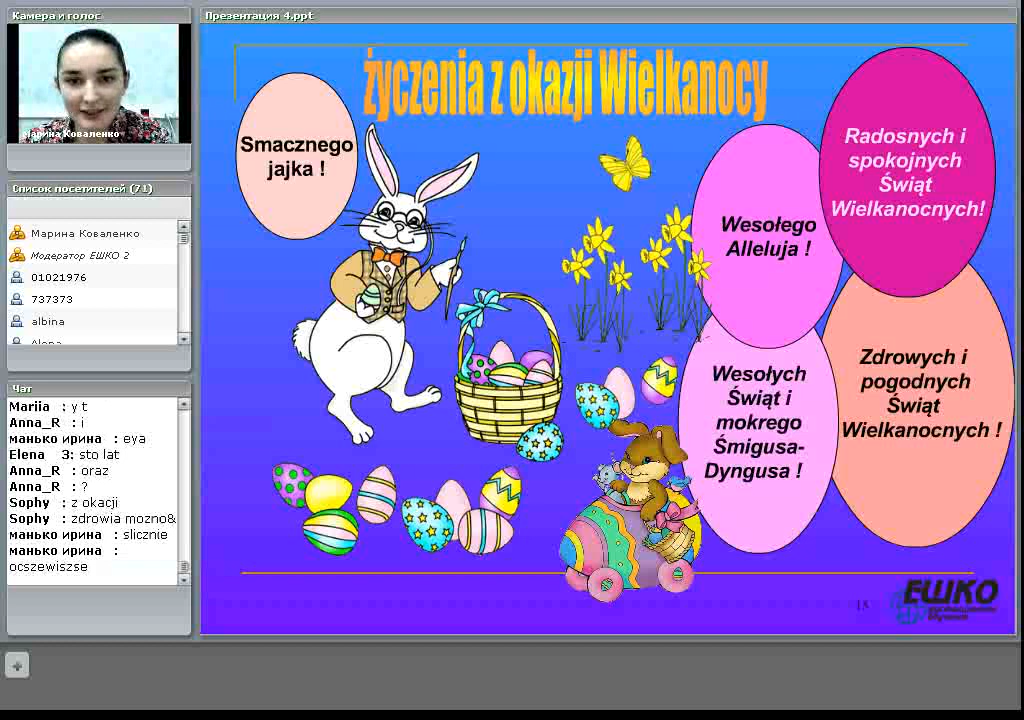 Камера и голос
Марина Коваленко
Список посетителей (71)
Марина Коваленко
Модератор ЕШКО 2
01021976
737373
albina
Alena
Чат
Mariia : y t
Anna_R : i
манько ирина : eya
Elena 3: sto lat
Anna_R : oraz
Anna_R : ?
Sophy : z okacji
Sophy : zdrowia mozno&
манько ирина : slicznie
манько ирина :
ocszewiszse
Презентация 4.ppt
życzenia z okazji Wielkanocy
Smacznego
jajka !
Wesołego
Alleluja !
Radosnych i
spokojnych
Świąt
Wielkanocnych!
Wesołych
Świąt i
mokrego
Śmigusa-
Dyngusa !
Zdrowych i
pogodnych
Świąt
Wielkanocnych !
15
ЕШКО